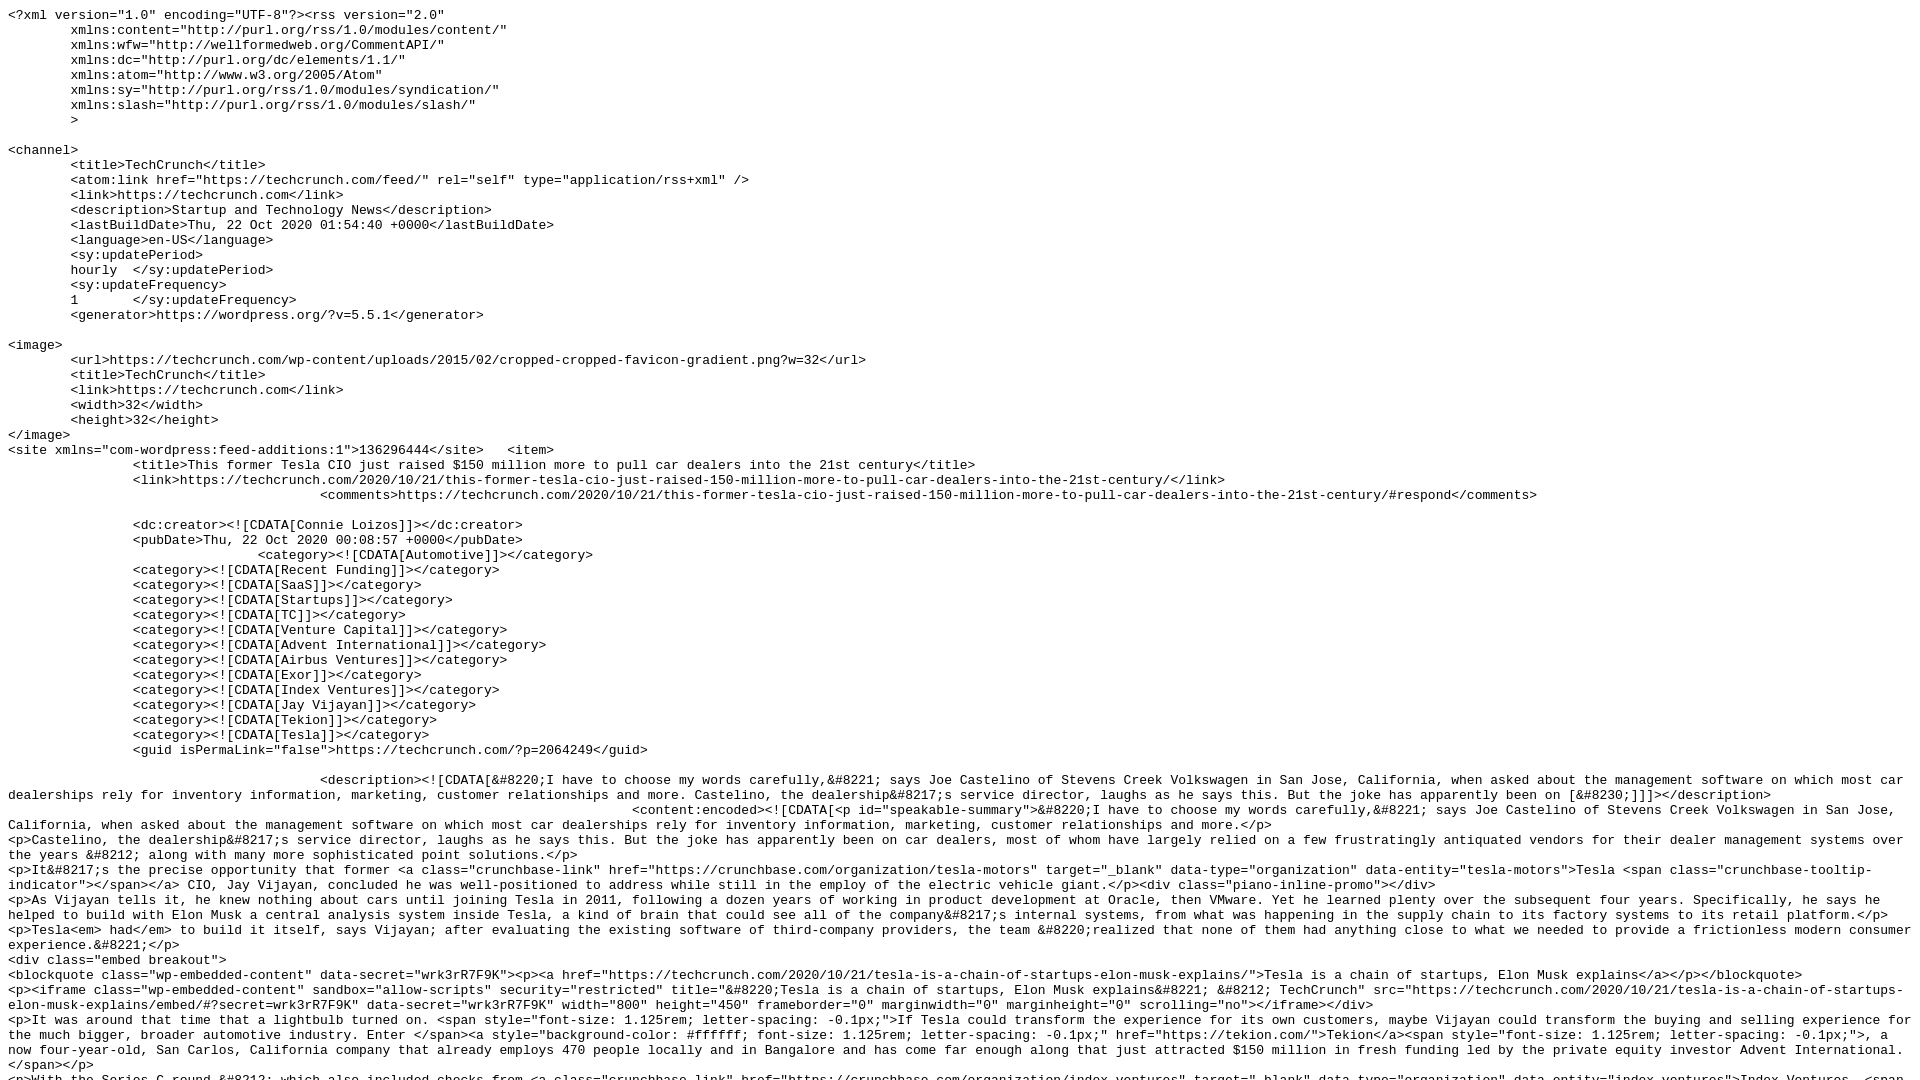 <?xml version="1.0" encoding="UTF-8"?><rss version="2.0"
xmlns:content="http://purl.org/rss/1.0/modules/content/"
xmlns:wfw="http://wellformedweb.org/CommentAPI/"
xmlns:dc="http://purl.org/dc/elements/1.1/"
xmlns:atom="http://www.w3.org/2005/Atom"
xmlns:sy="http://purl.org/rss/1.0/modules/syndication/"
xmlns:slash="http://purl.org/rss/1.0/modules/slash/"
>
<channel>
<title>TechCrunch</title>
<atom:link href="https://techcrunch.com/feed/" rel="self" type="application/rss+xml" />
<link>https://techcrunch.com</link>
<description>Startup and Technology News</description>
<lastBuildDate>Thu, 22 Oct 2020 01:54:40 +0000</lastBuildDate>
<language>en-US</language>
<sy:updatePeriod>
hourly  </sy:updatePeriod>
<sy:updateFrequency>
1       </sy:updateFrequency>
<generator>https://wordpress.org/?v=5.5.1</generator>
<image>
<url>https://techcrunch.com/wp-content/uploads/2015/02/cropped-cropped-favicon-gradient.png?w=32</url>
<title>TechCrunch</title>
<link>https://techcrunch.com</link>
<width>32</width>
<height>32</height>
</image>
<site xmlns="com-wordpress:feed-additions:1">136296444</site>   <item>
<title>This former Tesla CIO just raised $150 million more to pull car dealers into the 21st century</title>
<link>https://techcrunch.com/2020/10/21/this-former-tesla-cio-just-raised-150-million-more-to-pull-car-dealers-into-the-21st-century/</link>
<comments>https://techcrunch.com/2020/10/21/this-former-tesla-cio-just-raised-150-million-more-to-pull-car-dealers-into-the-21st-century/#respond</comments>
<dc:creator><![CDATA[Connie Loizos]]></dc:creator>
<pubDate>Thu, 22 Oct 2020 00:08:57 +0000</pubDate>
<category><![CDATA[Automotive]]></category>
<category><![CDATA[Recent Funding]]></category>
<category><![CDATA[SaaS]]></category>
<category><![CDATA[Startups]]></category>
<category><![CDATA[TC]]></category>
<category><![CDATA[Venture Capital]]></category>
<category><![CDATA[Advent International]]></category>
<category><![CDATA[Airbus Ventures]]></category>
<category><![CDATA[Exor]]></category>
<category><![CDATA[Index Ventures]]></category>
<category><![CDATA[Jay Vijayan]]></category>
<category><![CDATA[Tekion]]></category>
<category><![CDATA[Tesla]]></category>
<guid isPermaLink="false">https://techcrunch.com/?p=2064249</guid>
<description><![CDATA[&#8220;I have to choose my words carefully,&#8221; says Joe Castelino of Stevens Creek Volkswagen in San Jose, California, when asked about the management software on which most car
dealerships rely for inventory information, marketing, customer relationships and more. Castelino, the dealership&#8217;s service director, laughs as he says this. But the joke has apparently been on [&#8230;]]]></description>
<content:encoded><![CDATA[<p id="speakable-summary">&#8220;I have to choose my words carefully,&#8221; says Joe Castelino of Stevens Creek Volkswagen in San Jose,
California, when asked about the management software on which most car dealerships rely for inventory information, marketing, customer relationships and more.</p>
<p>Castelino, the dealership&#8217;s service director, laughs as he says this. But the joke has apparently been on car dealers, most of whom have largely relied on a few frustratingly antiquated vendors for their dealer management systems over
the years &#8212; along with many more sophisticated point solutions.</p>
<p>It&#8217;s the precise opportunity that former <a class="crunchbase-link" href="https://crunchbase.com/organization/tesla-motors" target="_blank" data-type="organization" data-entity="tesla-motors">Tesla <span class="crunchbase-tooltip-
indicator"></span></a> CIO, Jay Vijayan, concluded he was well-positioned to address while still in the employ of the electric vehicle giant.</p><div class="piano-inline-promo"></div>
<p>As Vijayan tells it, he knew nothing about cars until joining Tesla in 2011, following a dozen years of working in product development at Oracle, then VMware. Yet he learned plenty over the subsequent four years. Specifically, he says he
helped to build with Elon Musk a central analysis system inside Tesla, a kind of brain that could see all of the company&#8217;s internal systems, from what was happening in the supply chain to its factory systems to its retail platform.</p>
<p>Tesla<em> had</em> to build it itself, says Vijayan; after evaluating the existing software of third-company providers, the team &#8220;realized that none of them had anything close to what we needed to provide a frictionless modern consumer
experience.&#8221;</p>
<div class="embed breakout">
<blockquote class="wp-embedded-content" data-secret="wrk3rR7F9K"><p><a href="https://techcrunch.com/2020/10/21/tesla-is-a-chain-of-startups-elon-musk-explains/">Tesla is a chain of startups, Elon Musk explains</a></p></blockquote>
<p><iframe class="wp-embedded-content" sandbox="allow-scripts" security="restricted" title="&#8220;Tesla is a chain of startups, Elon Musk explains&#8221; &#8212; TechCrunch" src="https://techcrunch.com/2020/10/21/tesla-is-a-chain-of-startups-
elon-musk-explains/embed/#?secret=wrk3rR7F9K" data-secret="wrk3rR7F9K" width="800" height="450" frameborder="0" marginwidth="0" marginheight="0" scrolling="no"></iframe></div>
<p>It was around that time that a lightbulb turned on. <span style="font-size: 1.125rem; letter-spacing: -0.1px;">If Tesla could transform the experience for its own customers, maybe Vijayan could transform the buying and selling experience for
the much bigger, broader automotive industry. Enter </span><a style="background-color: #ffffff; font-size: 1.125rem; letter-spacing: -0.1px;" href="https://tekion.com/">Tekion</a><span style="font-size: 1.125rem; letter-spacing: -0.1px;">, a
now four-year-old, San Carlos, California company that already employs 470 people locally and in Bangalore and has come far enough along that just attracted $150 million in fresh funding led by the private equity investor Advent International.
</span></p>
<p>With the Series C round &#8212; which also included checks from <a class="crunchbase-link" href="https://crunchbase.com/organization/index-ventures" target="_blank" data-type="organization" data-entity="index-ventures">Index Ventures  <span